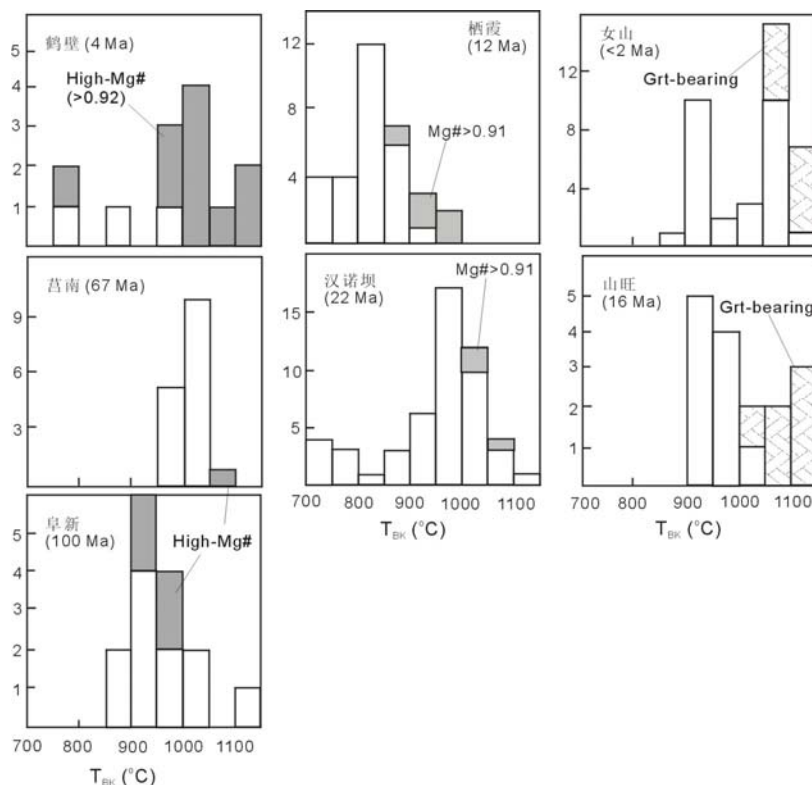 鹤壁 (4 Ma)
High-Mg#
(>0.92)
5
4
3
2
1
栖霞
(12 Ma)
Mg#>0.91
12
8
4
女山
(<2 Ma)
Grt-bearing
12
8
4
莒南 (67 Ma)
9
6
3
High-Mg#
汉诺坝
(22 Ma)
Mg#>0.91
15
10
5
700 800 900 1000 1100
T_BK (°C)
山旺
(16 Ma)
Grt-bearing
5
4
3
2
1
700 800 900 1000 1100
T_BK (°C)
阜新
(100 Ma)
5
4
3
2
1
700 800 900 1000 1100
T_BK (°C)